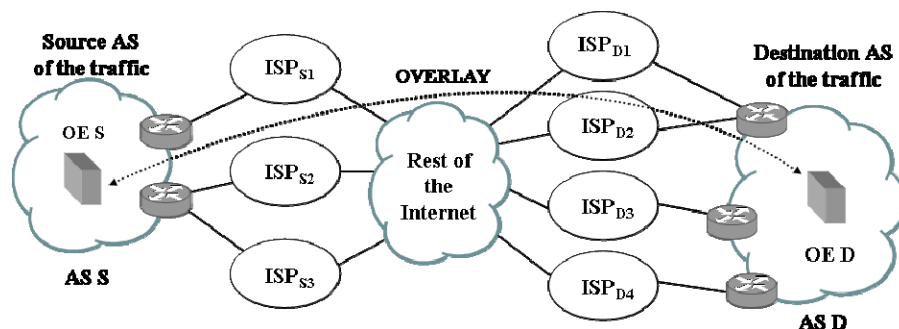 Source AS
of the traffic
OE S
AS S
ISPS1
ISPS2
ISPS3
OVERLAY
Rest of
the
Internet
ISPD1
ISPD2
ISPD3
ISPD4
Destination AS
of the traffic
OE D
AS D